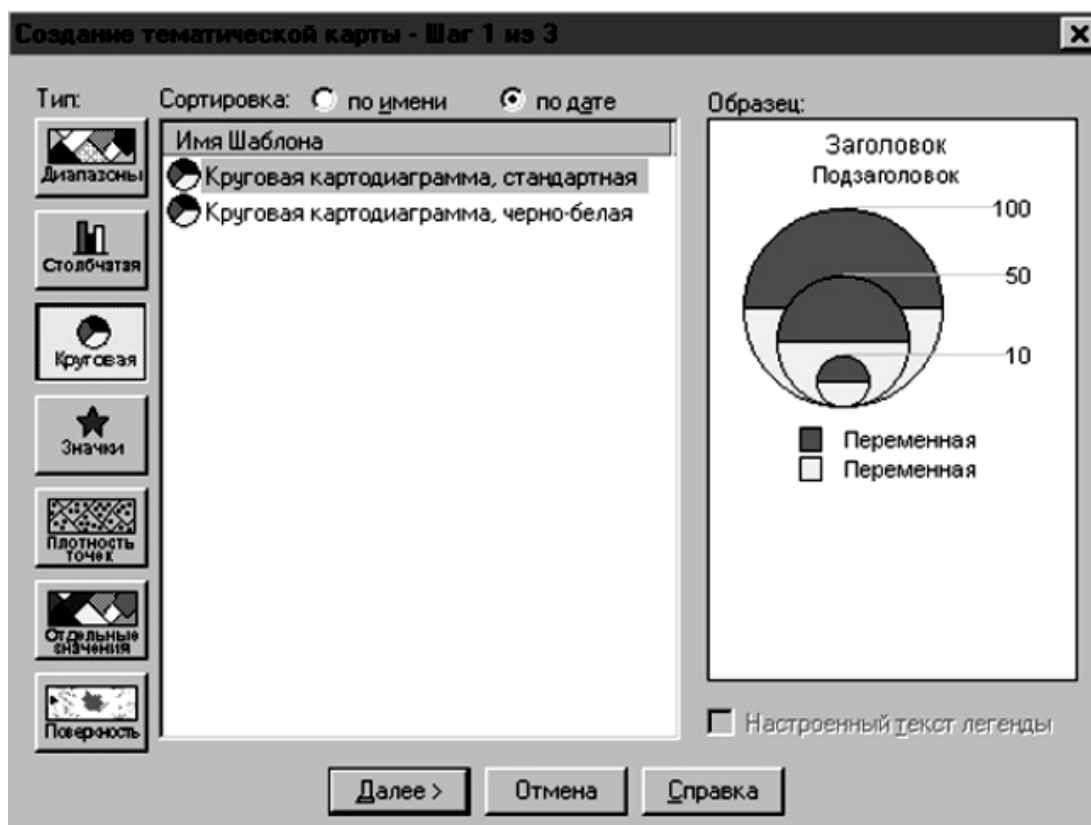 Создание тематической карты - Шаг 1 из 3
Тип:
Сортировка: по имени по дате
Образец:
Диапазоны
Столбчатая
Круговая
Значки
Плотность
точек
Отдельные
значения
Поверхность
Имя Шаблона
Круговая картодиаграмма, стандартная
Круговая картодиаграмма, черно-белая
Заголовок
Подзаголовок
100
50
10
Переменная
Переменная
Настроенный текст легенды
Далее >
Отмена
Справка